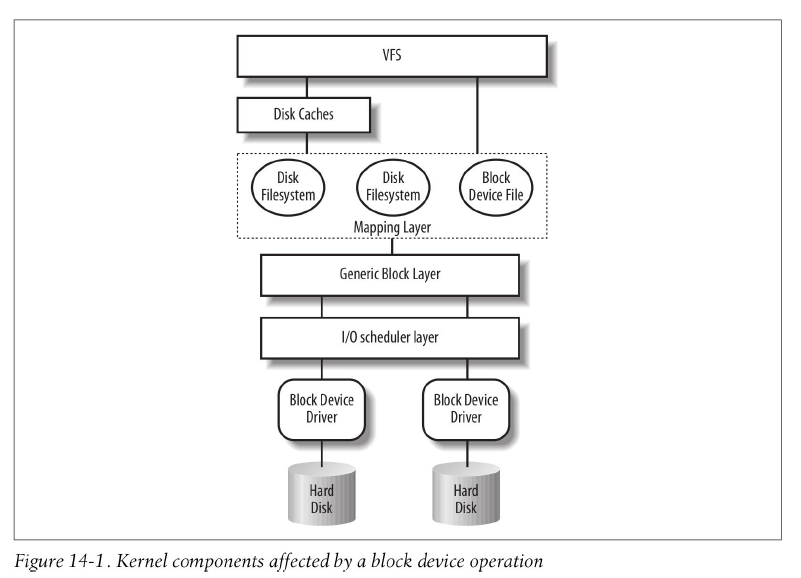 VFS
Disk Caches
Disk
Filesystem
Disk
Filesystem
Block
Device File
Mapping Layer
Generic Block Layer
I/O scheduler layer
Block Device
Driver
Block Device
Driver
Hard
Disk
Hard
Disk
Figure 14-1. Kernel components affected by a block device operation